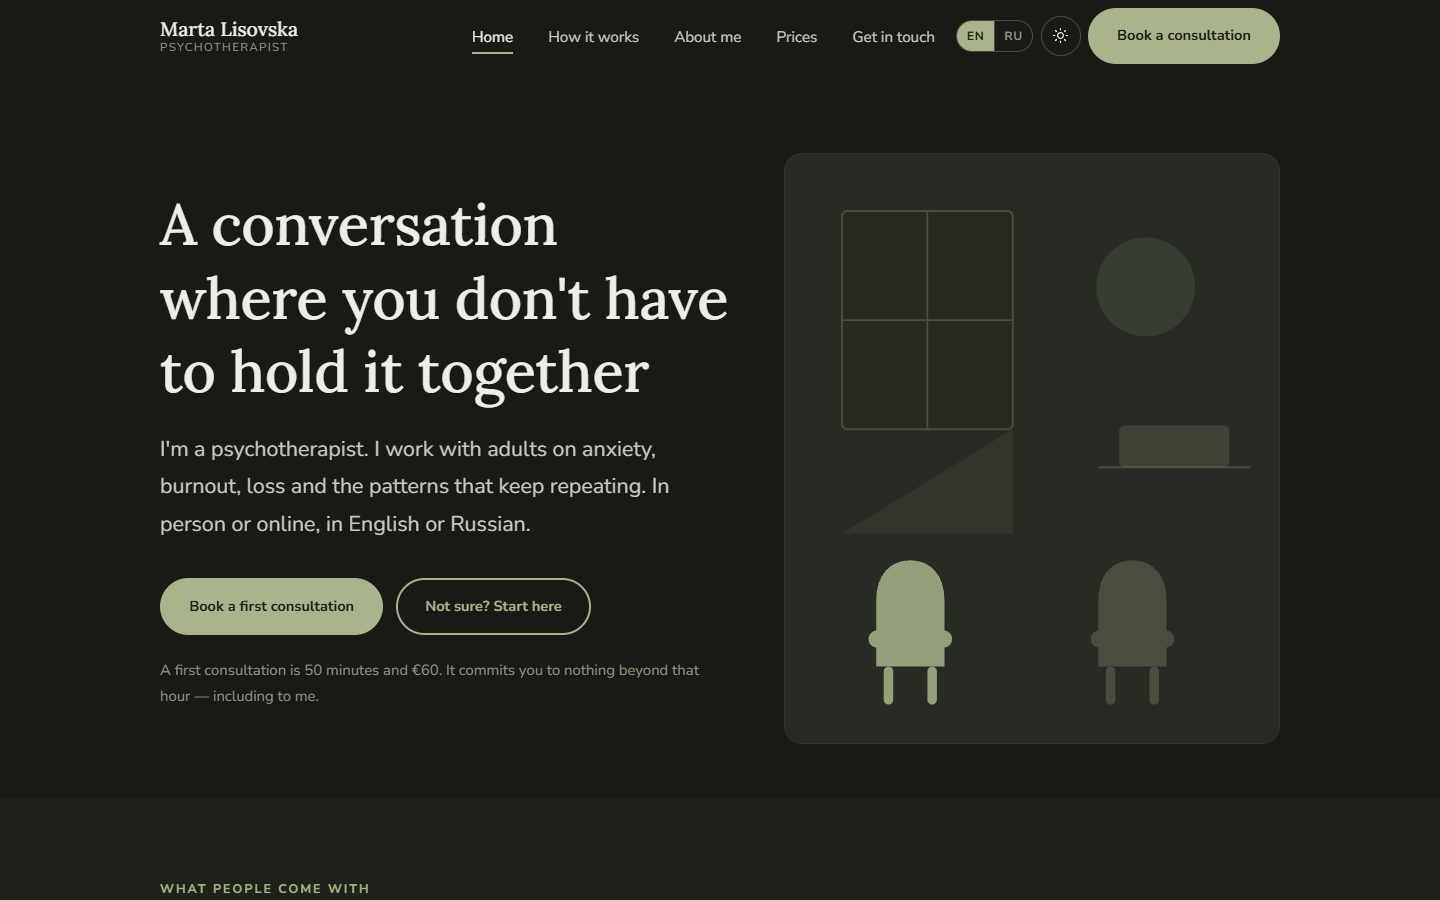 Marta Lisovska
PSYCHOTHERAPIST
Home
How it works
About me
Prices
Get in touch
EN
RU
Book a consultation
A conversation
where you don't have
to hold it together
I'm a psychotherapist. I work with adults on anxiety,
burnout, loss and the patterns that keep repeating. In
person or online, in English or Russian.
Book a first consultation
Not sure? Start here
A first consultation is 50 minutes and €60. It commits you to nothing beyond that
hour — including to me.
WHAT PEOPLE COME WITH